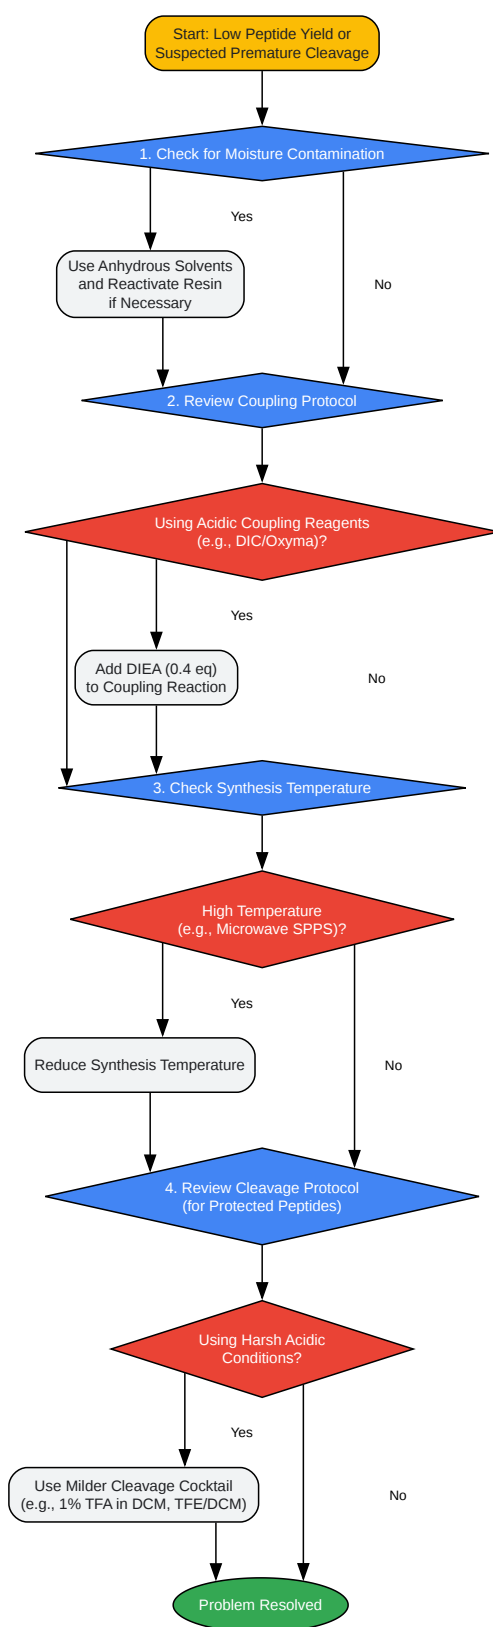 Start: Low Peptide Yield or
Suspected Premature Cleavage
1. Check for Moisture Contamination
Yes
Use Anhydrous Solvents
and Reactivate Resin
if Necessary
No
2. Review Coupling Protocol
Using Acidic Coupling Reagents
(e.g., DIC/Oxyma)?
Yes
Add DIEA (0.4 eq)
to Coupling Reaction
No
3. Check Synthesis Temperature
High Temperature
(e.g., Microwave SPPS)?
Yes
Reduce Synthesis Temperature
No
4. Review Cleavage Protocol
(for Protected Peptides)
Using Harsh Acidic
Conditions?
Yes
Use Milder Cleavage Cocktail
(e.g., 1% TFA in DCM, TFE/DCM)
No
Problem Resolved